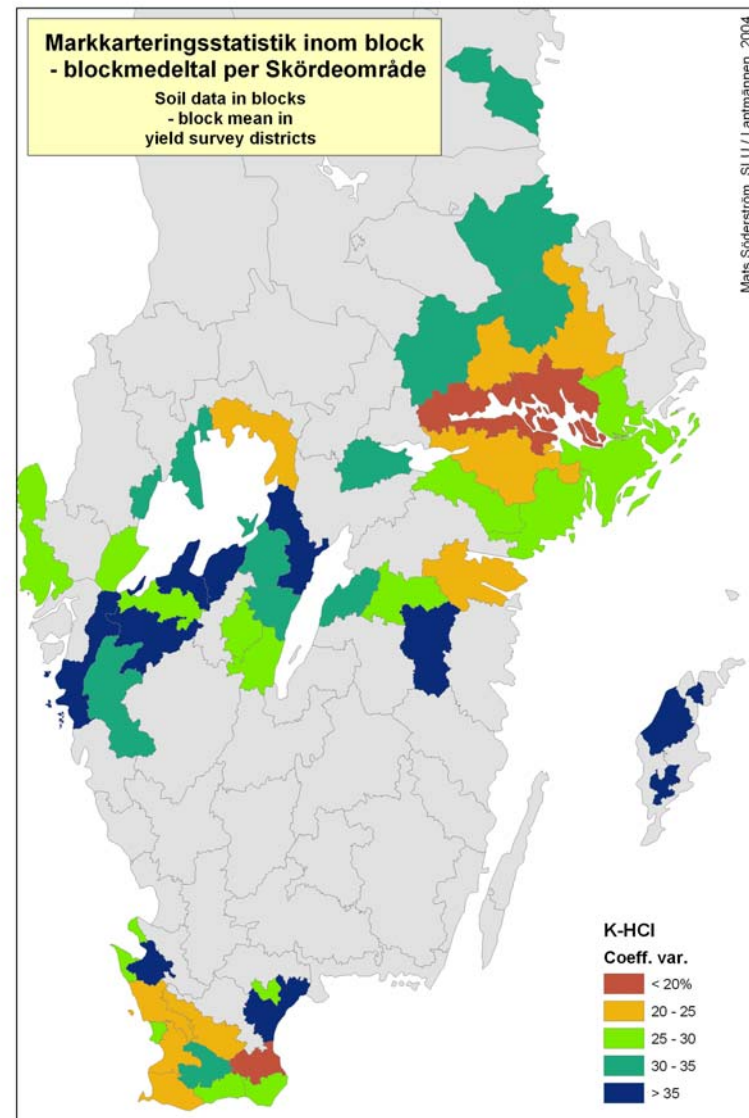 Markkarteringsstatistik inom block
- blockmedeltal per Skördeområde
Soil data in blocks
- block mean in
yield survey districts
Mats Söderström, SLU / Lantmännen, 2004
K-HCl
Coeff. var.
< 20%
20 - 25
25 - 30
30 - 35
> 35